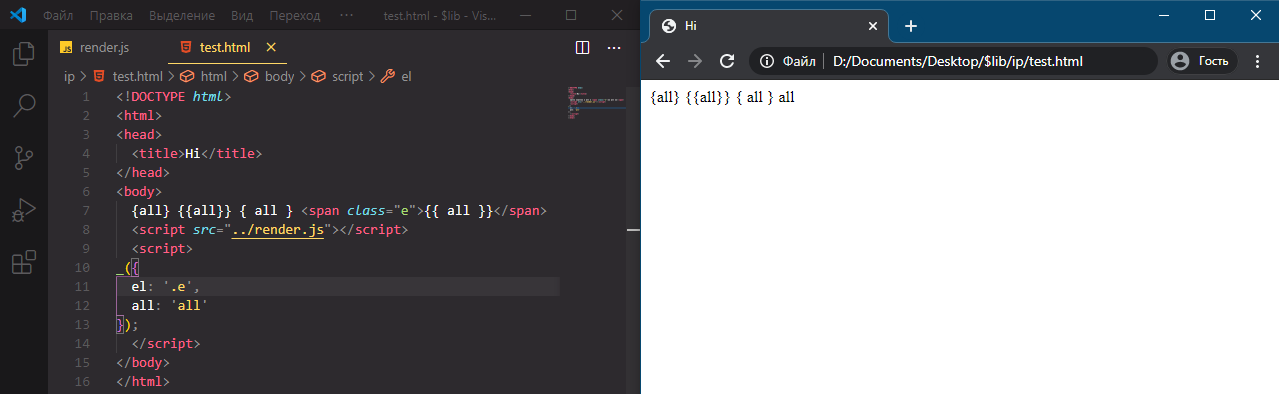 Файл Правка Выделение Вид Переход ··· test.html - $lib - Vis...
render.js test.html
ip > test.html > html > body > script > el
1 <!DOCTYPE html>
2 <html>
3 <head>
4 <title>Hi</title>
5 </head>
6 <body>
7 {all} {{all}} { all } <span class="e">{{ all }}</span>
8 <script src="../render.js"></script>
9 <script>
10 _({
11 el: '.e',
12 all: 'all'
13 });
14 </script>
15 </body>
16 </html>
Hi
Файл D:/Documents/Desktop/$lib/ip/test.html Гость
{all} {{all}} { all } all